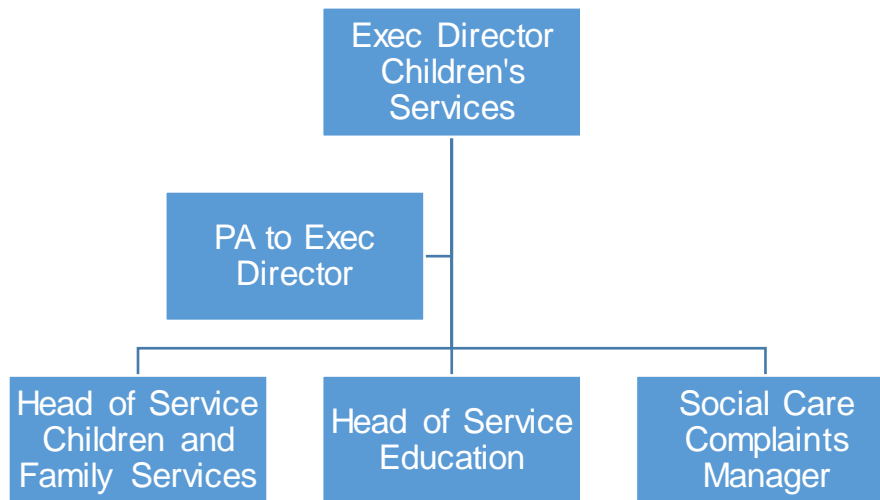 Exec Director
Children's
Services
PA to Exec
Director
Head of Service
Children and
Family Services
Head of Service
Education
Social Care
Complaints
Manager